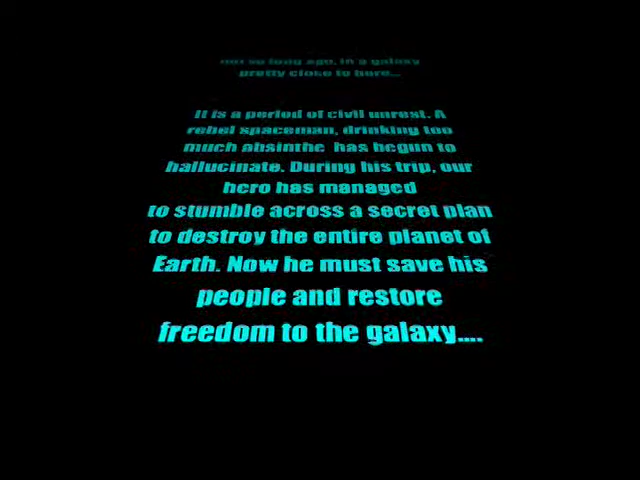 not so long ago, in a galaxy
pretty close to here...
It is a period of civil unrest. A
rebel spaceman, drinking too
much absinthe has begun to
hallucinate. During his trip, our
hero has managed
to stumble across a secret plan
to destroy the entire planet of
Earth. Now he must save his
people and restore
freedom to the galaxy....